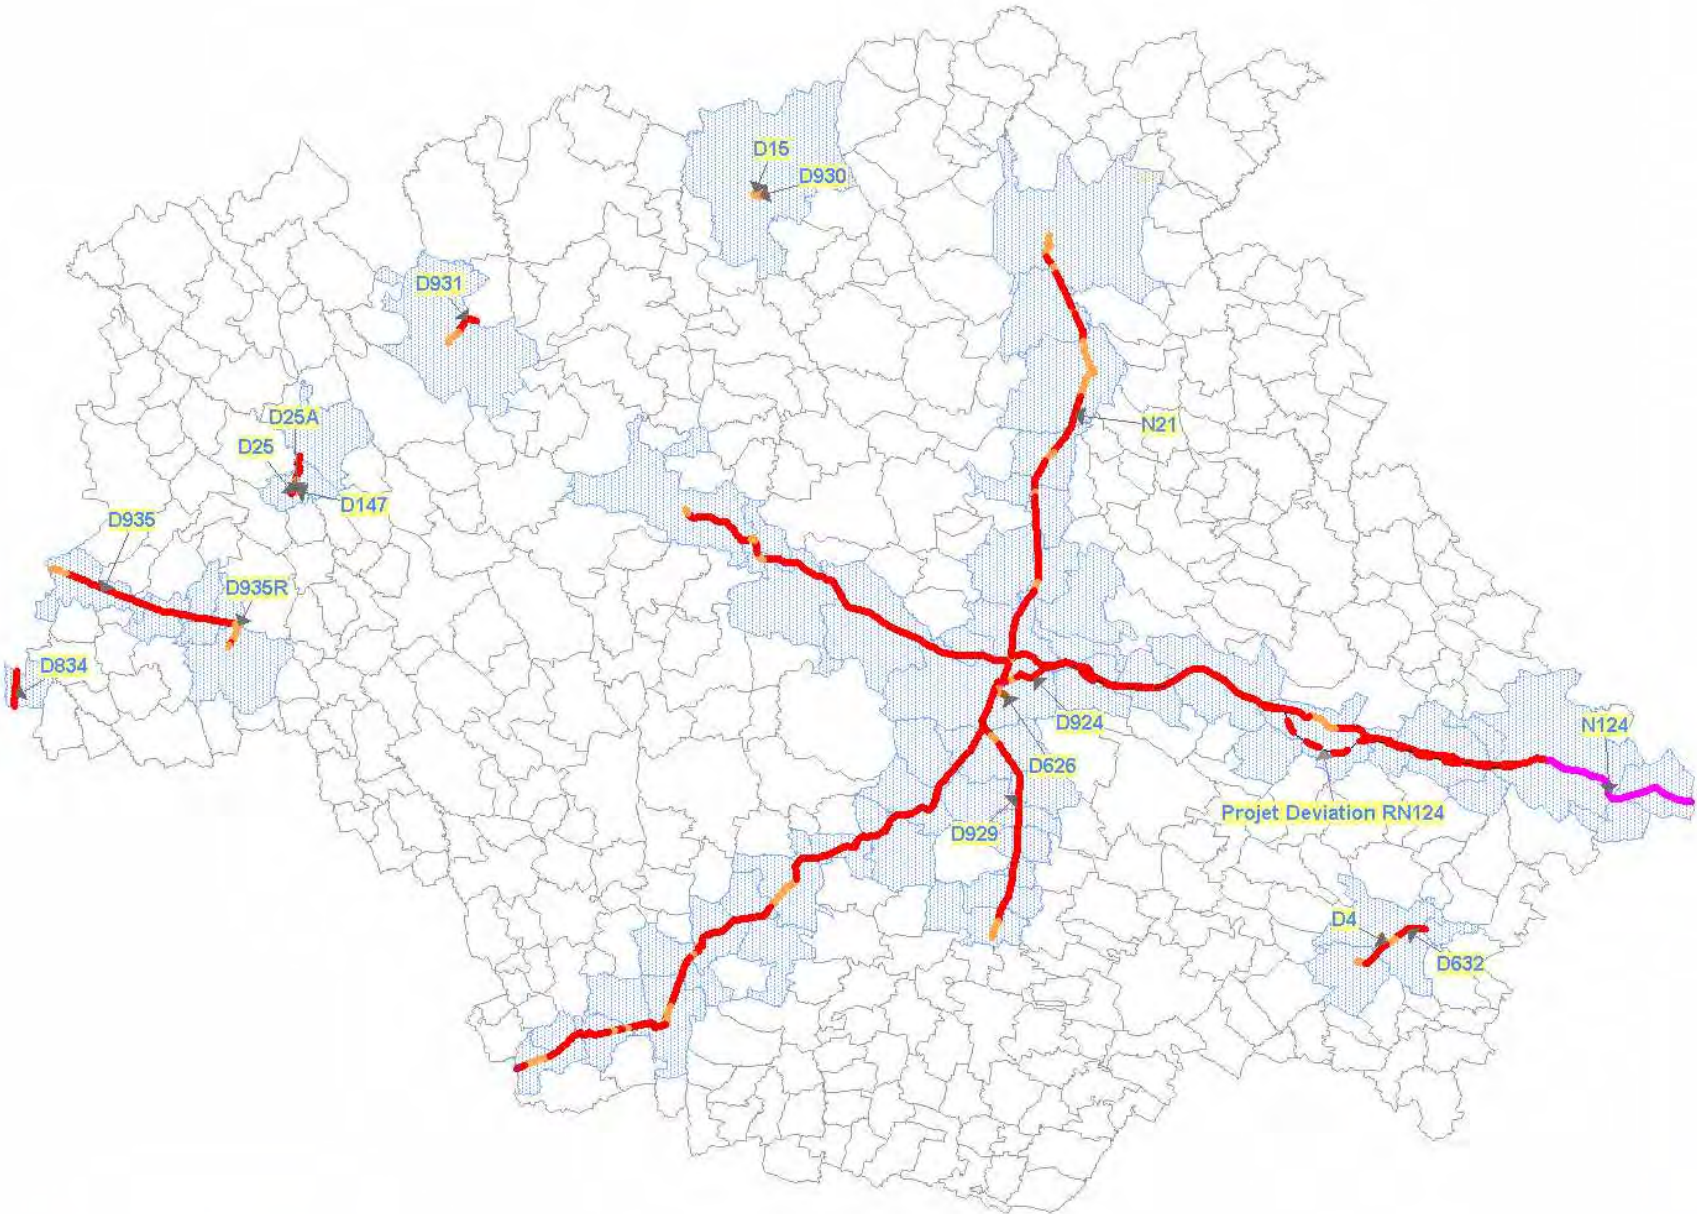 D15
D930
D931
D25A
N21
D25
D147
D935
D935R
D834
D924
N124
D626
Projet Deviation RN124
D929
D4
D632